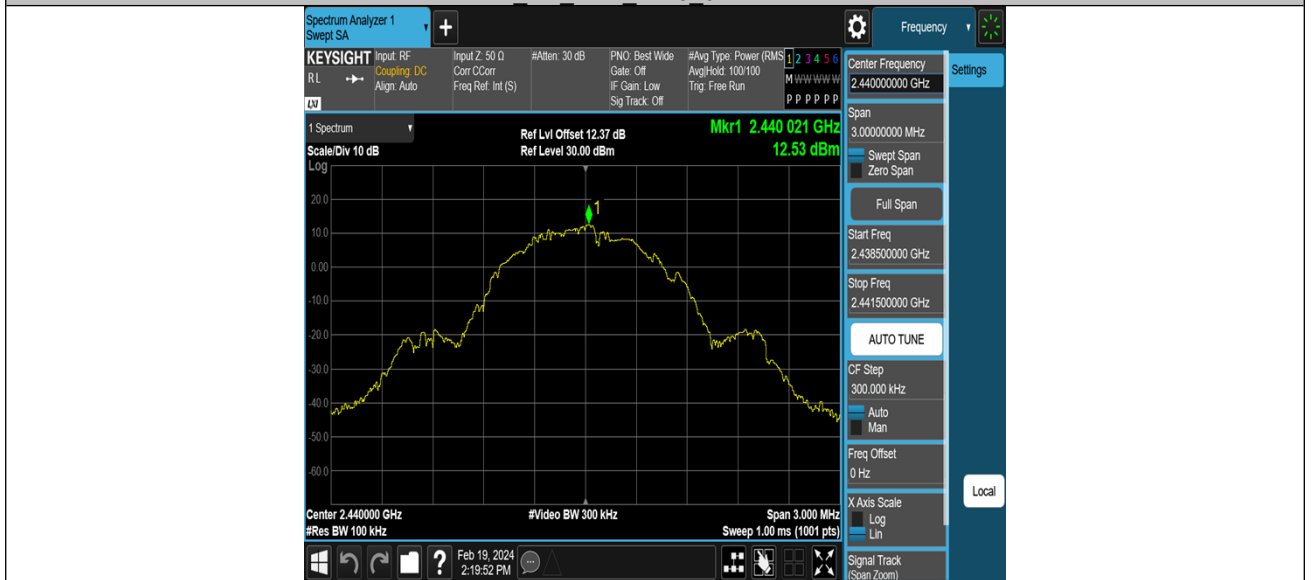 Spectrum Analyzer 1
Swept SA
Frequency
KEYSIGHT
RL
LXI
Input: RF
Coupling: DC
Align: Auto
Input Z: 50 Ω
Corr CCorr
Freq Ref: Int (S)
#Atten: 30 dB
PNO: Best Wide
Gate: Off
IF Gain: Low
Sig Track: Off
#Avg Type: Power (RMS
Avg|Hold: 100/100
Trig: Free Run
1 2 3 4 5 6
M W W W W W
P P P P P P
1 Spectrum
Scale/Div 10 dB
Log
Ref Lvl Offset 12.37 dB
Ref Level 30.00 dBm
Mkr1 2.440 021 GHz
12.53 dBm
1
20.0
10.0
0.00
-10.0
-20.0
-30.0
-40.0
-50.0
-60.0
Center 2.440000 GHz
#Res BW 100 kHz
#Video BW 300 kHz
Span 3.000 MHz
Sweep 1.00 ms (1001 pts)
Center Frequency
2.440000000 GHz
Settings
Span
3.00000000 MHz
Swept Span
Zero Span
Full Span
Start Freq
2.438500000 GHz
Stop Freq
2.441500000 GHz
AUTO TUNE
CF Step
300.000 kHz
Auto
Man
Freq Offset
0 Hz
X Axis Scale
Log
Lin
Local
Signal Track
(Span Zoom)
?
Feb 19, 2024
2:19:52 PM